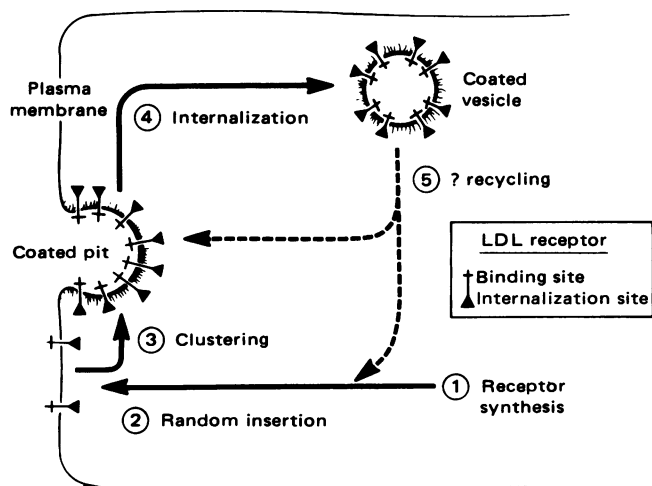 Plasma
membrane
④ Internalization
Coated
vesicle
⑤ ? recycling
Coated pit
LDL receptor
Binding site
Internalization site
③ Clustering
① Receptor
synthesis
② Random insertion